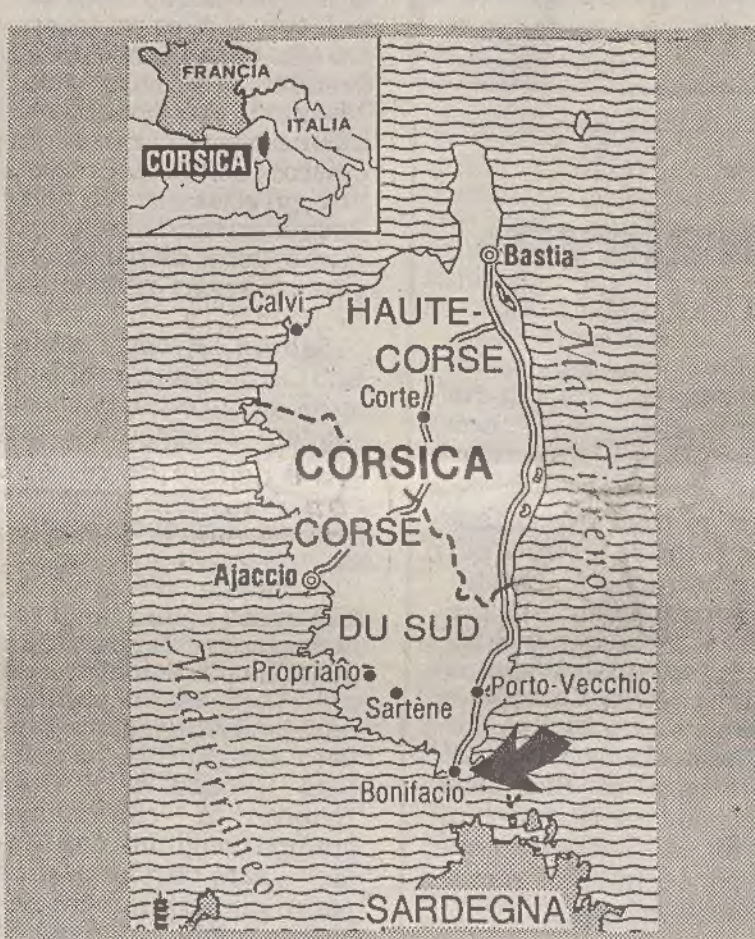 FRANCIA
ITALIA
CORSICA
Bastia
Calvi
HAUTE-
CORSE
Corte
Mar Tirreno
CORSICA
CORSE
Ajaccio
DU SUD
Propriano
Sartène
Porto-Vecchio
Mediterraneo
Bonifacio
SARDEGNA